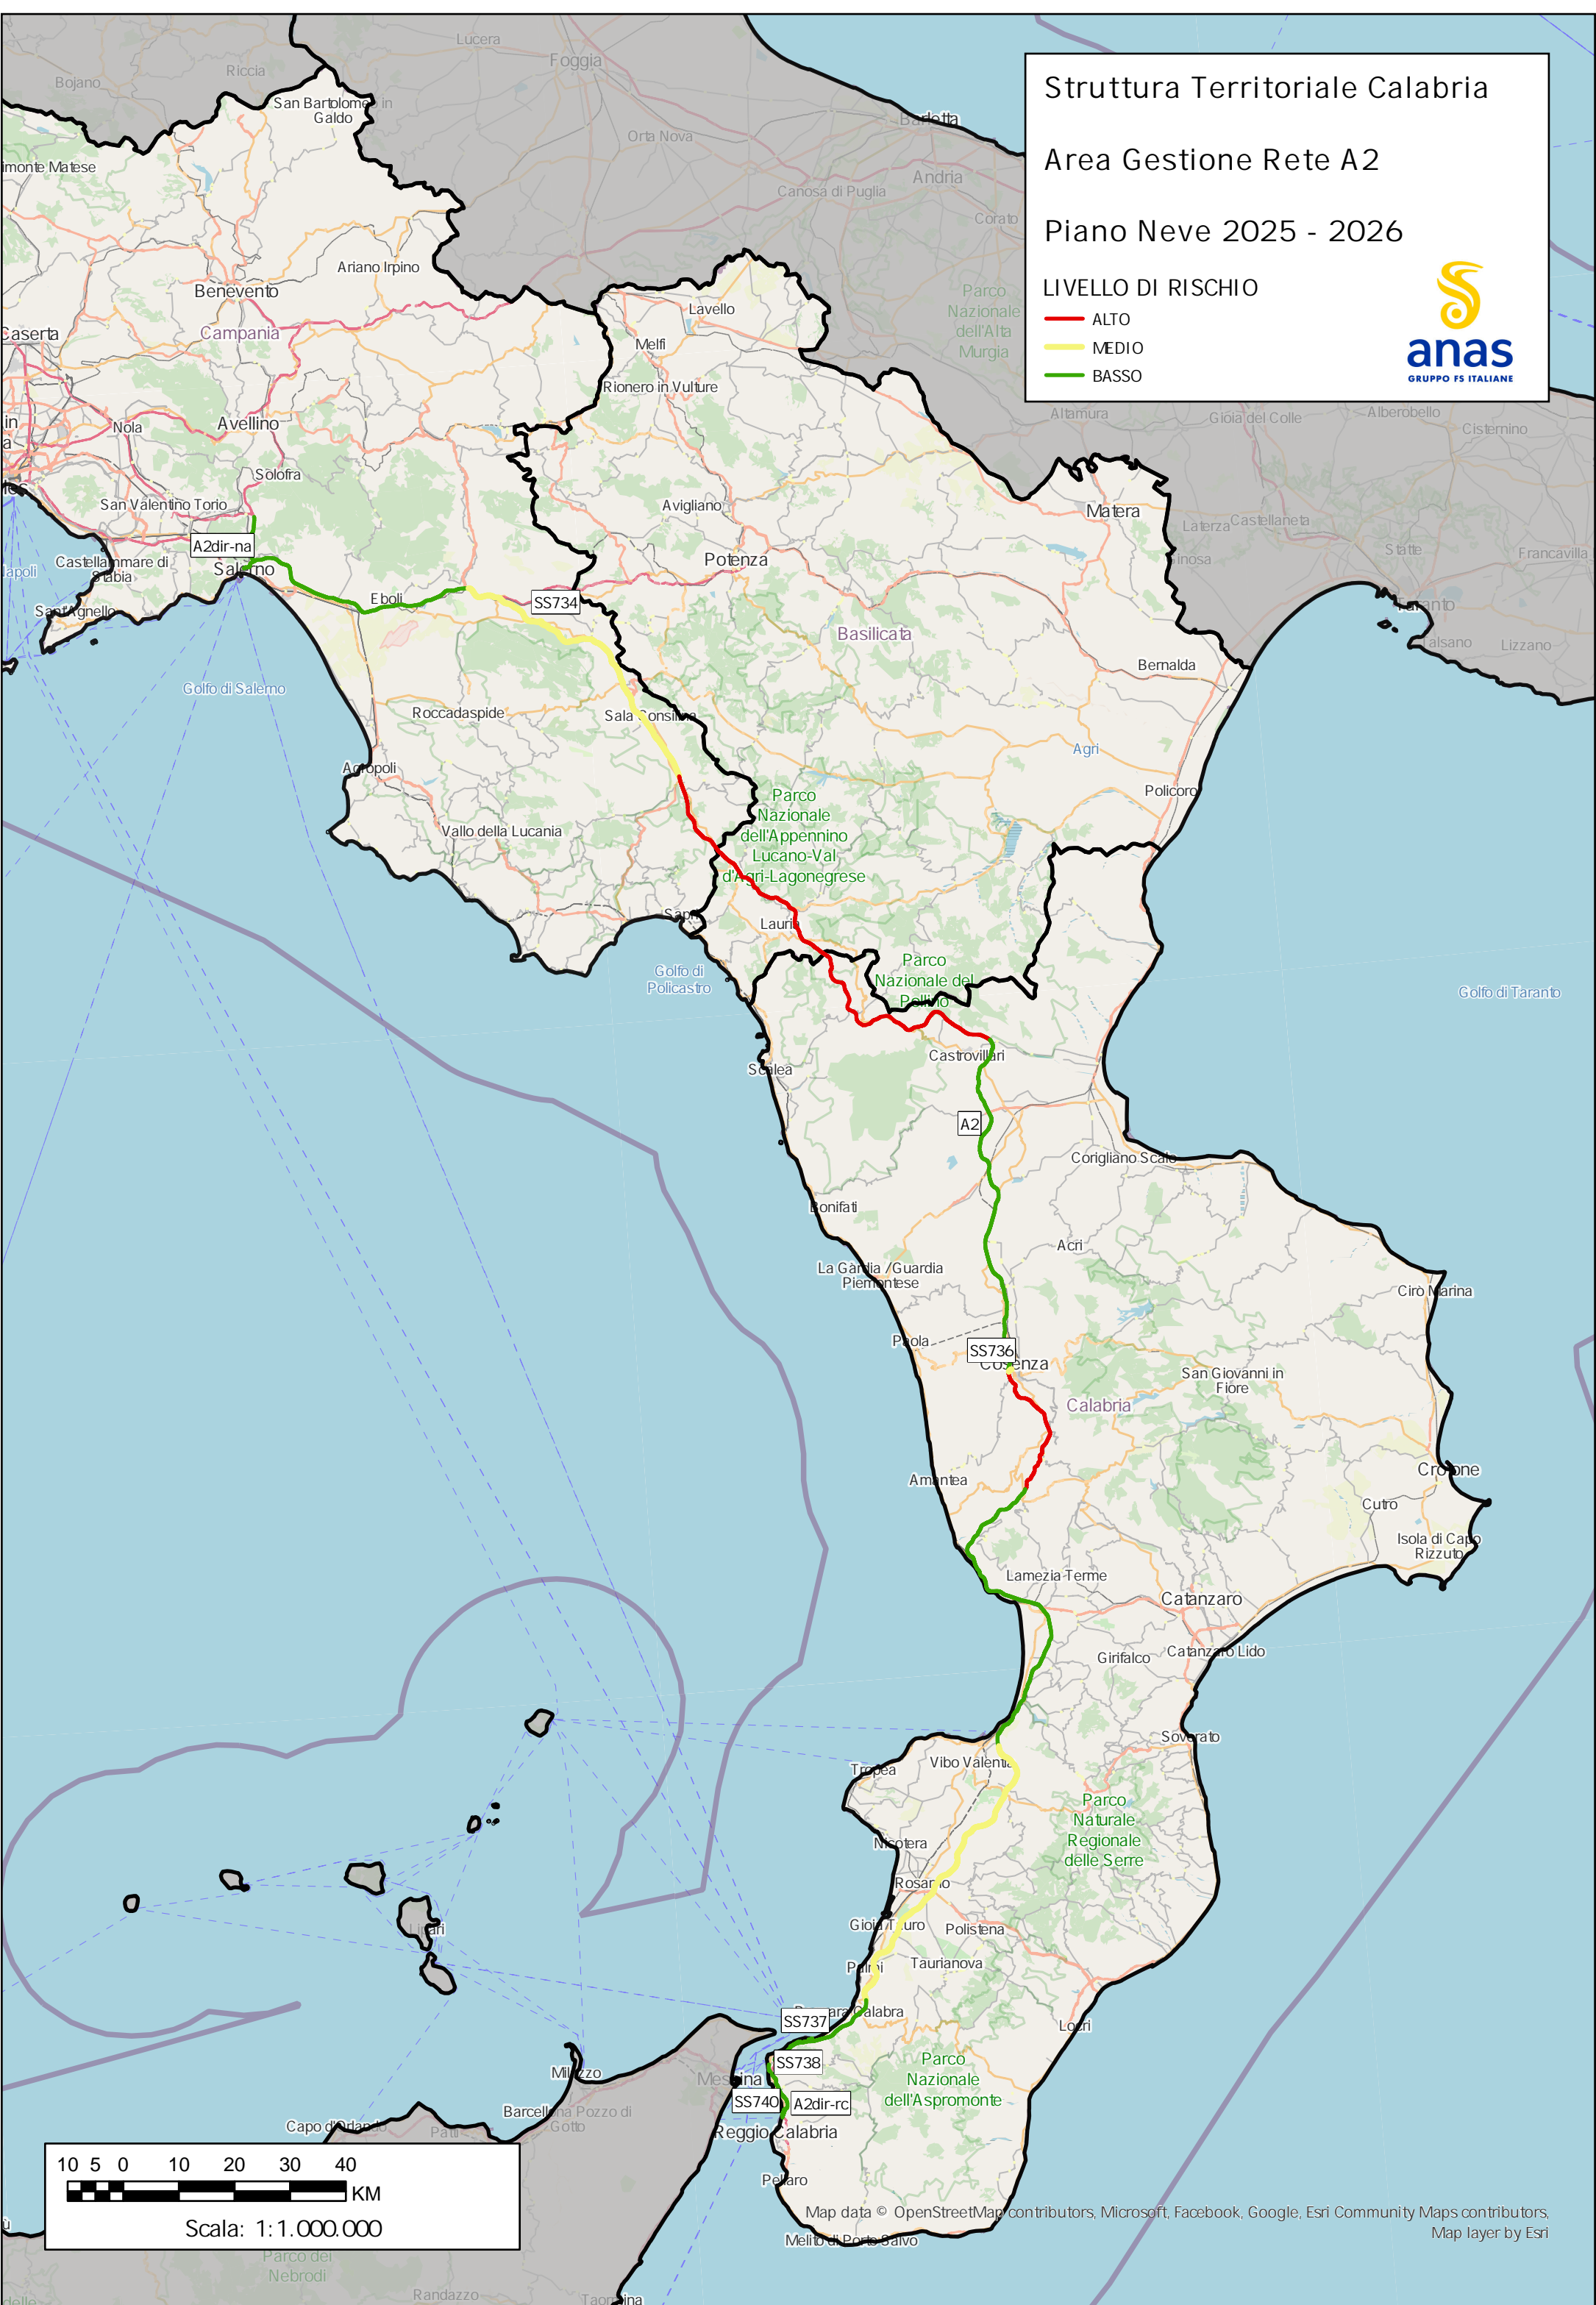 Struttura Territoriale Calabria
Area Gestione Rete A2
Piano Neve 2025 - 2026
LIVELLO DI RISCHIO
ALTO
MEDIO
BASSO
anas
GRUPPO FS ITALIANE
Lucera
Foggia
Riccia
Bojano
San Bartolomeo in
Galdo
Barletta
Orta Nova
Andria
Canosa di Puglia
Corato
Ariano Irpino
Benevento
Campania
Lavello
Melfi
Rionero in Vulture
Parco
Nazionale
dell'Alta
Murgia
Altamura
Gioia del Colle
Alberobello
Cisternino
Nola
Avellino
Solofra
San Valentino Torio
Avigliano
Matera
Laterza
Castellaneta
Statte
Francavilla
A2dir-na
Salerno
Castellammare di
Stabia
Potenza
Eboli
SS734
Sant'Agnello
Taranto
Lizzano
Basilicata
Bernalda
Golfo di Salerno
Roccadaspide
Sala Consilina
Agri
Agropoli
Policoro
Parco
Nazionale
dell'Appennino
Lucano-Val
d'Agri-Lagonegrese
Vallo della Lucania
Sapri
Lauria
Golfo di
Policastro
Parco
Nazionale del
Pollino
Golfo di Taranto
Castrovillari
Scalea
A2
Corigliano Scalo
Bonifati
Acri
La Gàrdia /Guardia
Piemontese
Cirò Marina
Paola
SS736
Cosenza
San Giovanni in
Fiore
Calabria
Amantea
Crotone
Cutro
Isola di Capo
Rizzuto
Lamezia Terme
Catanzaro
Girifalco
Catanzaro Lido
Soverato
Vibo Valentia
Tropea
Parco
Naturale
Regionale
delle Serre
Nicotera
Rosarno
Gioia Tauro
Polistena
Lipari
Palmi
Taurianova
Bagnara Calabra
SS737
Locri
SS738
Parco
Nazionale
dell'Aspromonte
Milazzo
Messina
SS740
A2dir-rc
Barcellona Pozzo di
Gotto
Capo d'Orlando
Patti
Reggio Calabria
Pellaro
10 5 0 10 20 30 40
KM
Scala: 1:1.000.000
Map data © OpenStreetMap contributors, Microsoft, Facebook, Google, Esri Community Maps contributors,
Map layer by Esri
Melito di Porto Salvo
Parco dei
Nebrodi
Randazzo